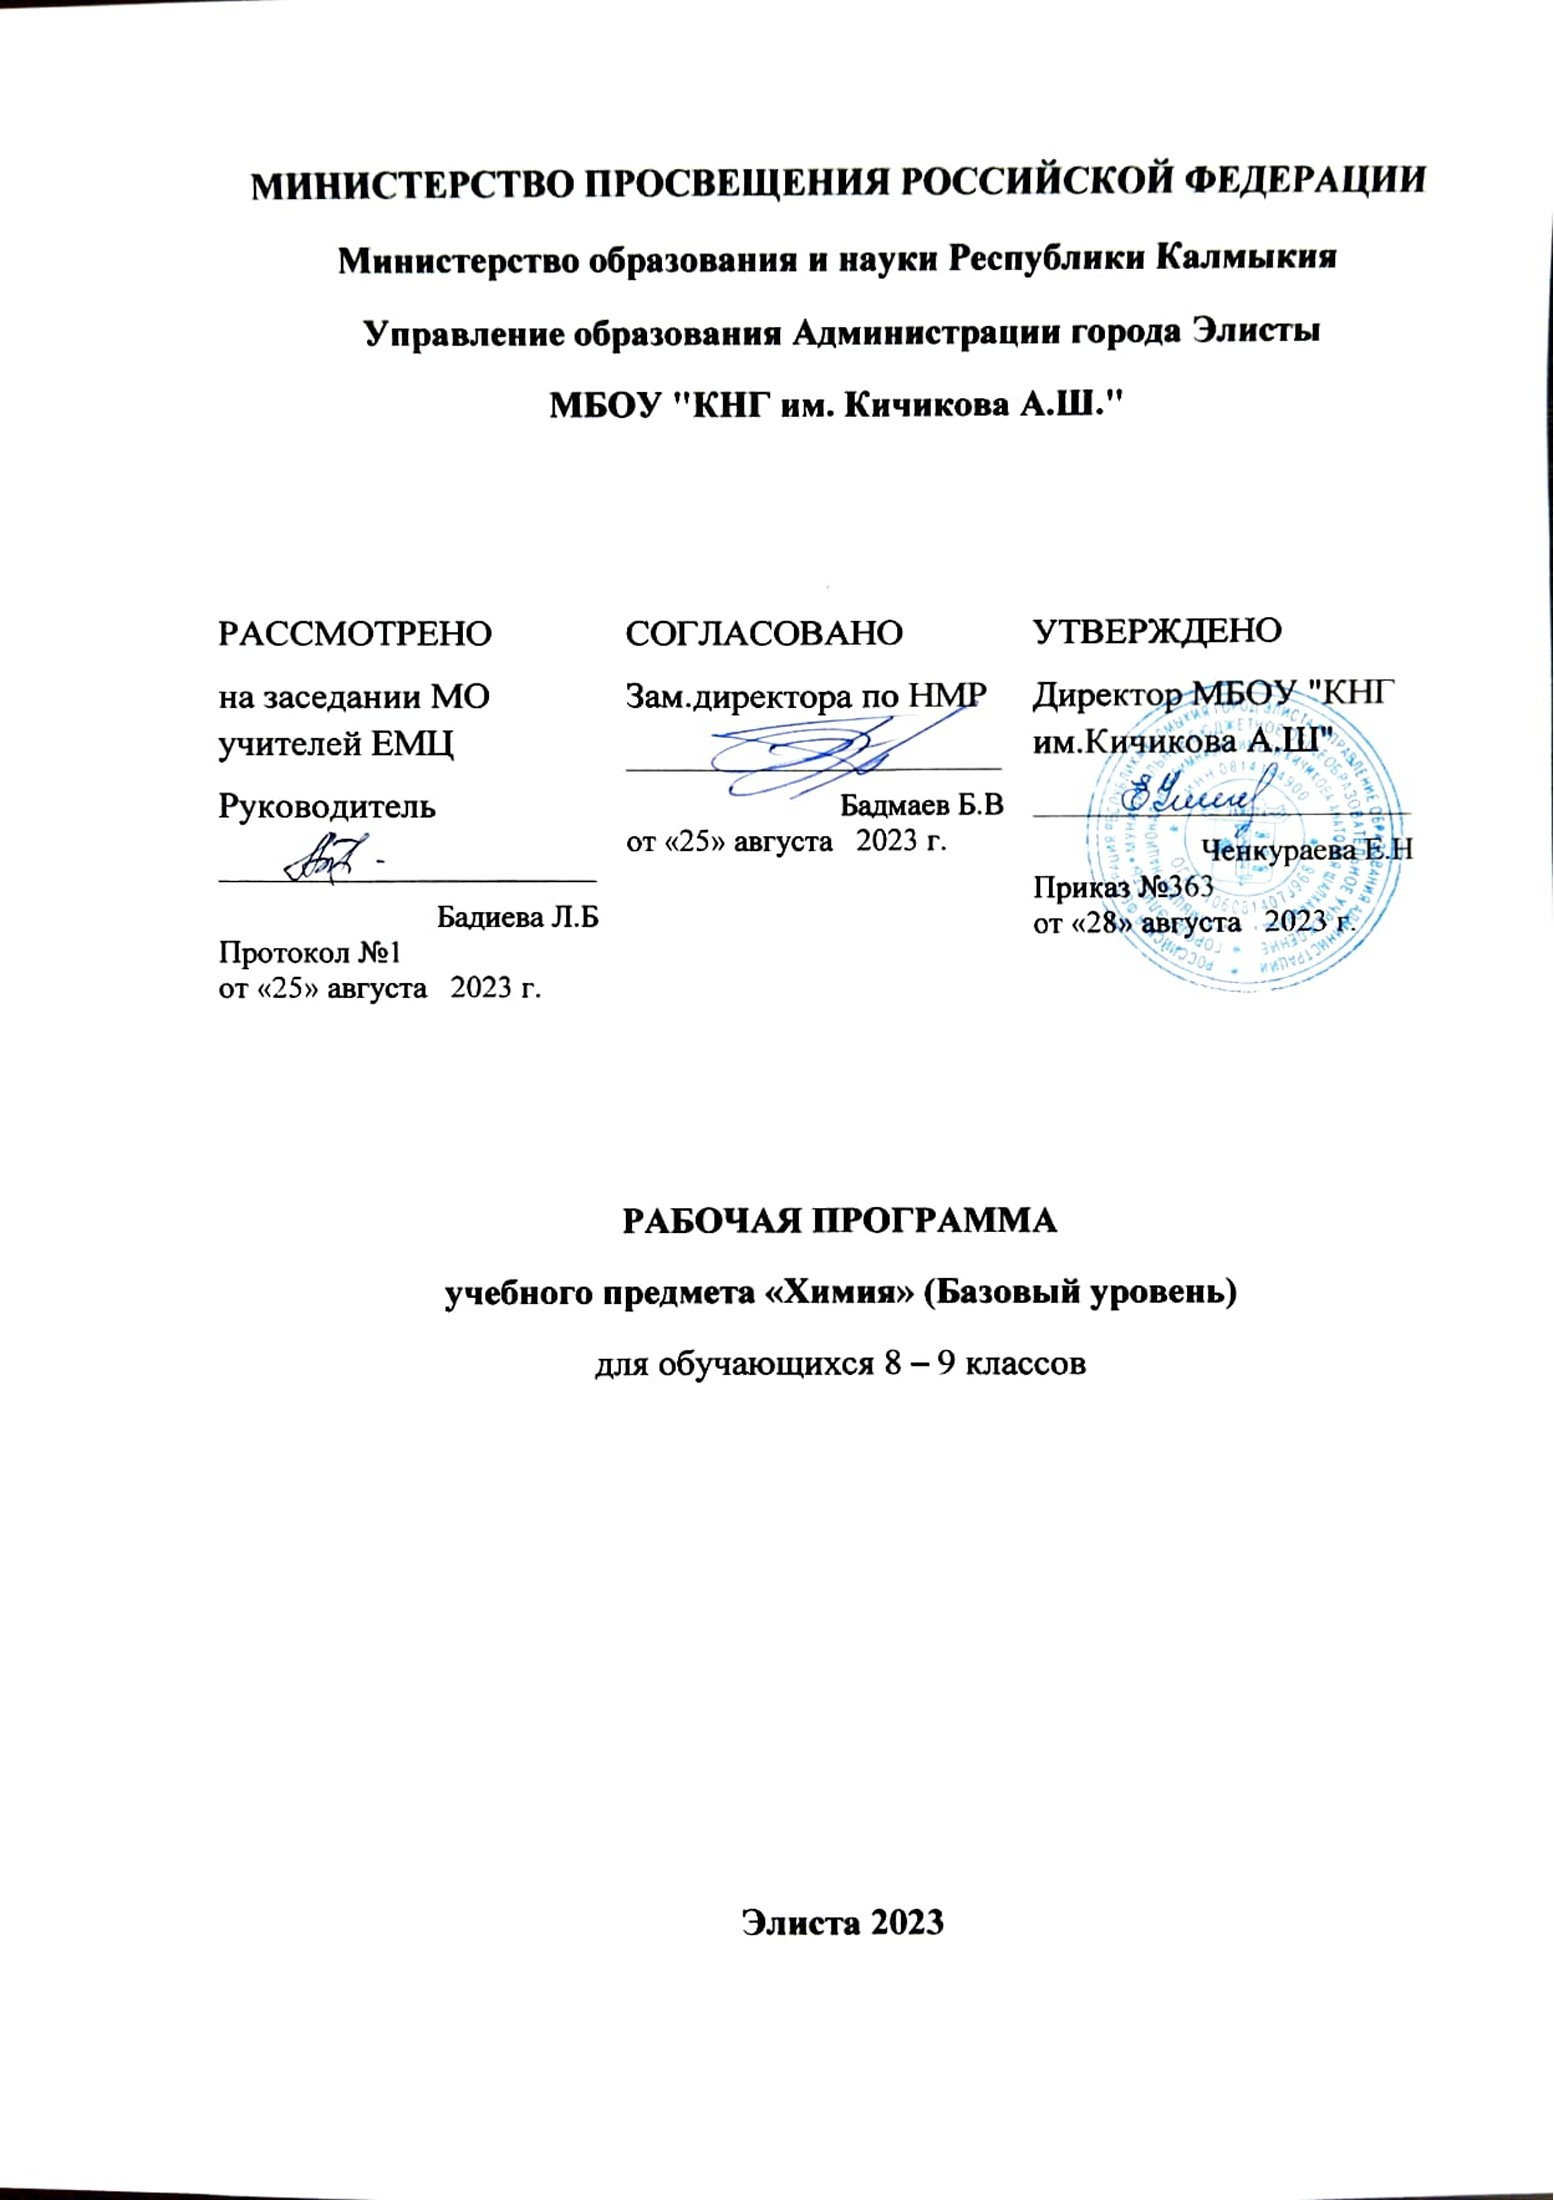 МИНИСТЕРСТВО ПРОСВЕЩЕНИЯ РОССИЙСКОЙ ФЕДЕРАЦИИ
Министерство образования и науки Республики Калмыкия
Управление образования Администрации города Элисты
МБОУ "КНГ им. Кичикова А.Ш."
РАССМОТРЕНО
на заседании МО
учителей ЕМЦ
Руководитель
Бадиева Л.Б
Протокол №1
от «25» августа 2023 г.
СОГЛАСОВАНО
Зам.директора по НМР
Бадмаев Б.В
от «25» августа 2023 г.
УТВЕРЖДЕНО
Директор МБОУ "КНГ
им.Кичикова А.Ш"
Ченкураева Е.Н
Приказ №363
от «28» августа 2023 г.
РАБОЧАЯ ПРОГРАММА
учебного предмета «Химия» (Базовый уровень)
для обучающихся 8 – 9 классов
Элиста 2023